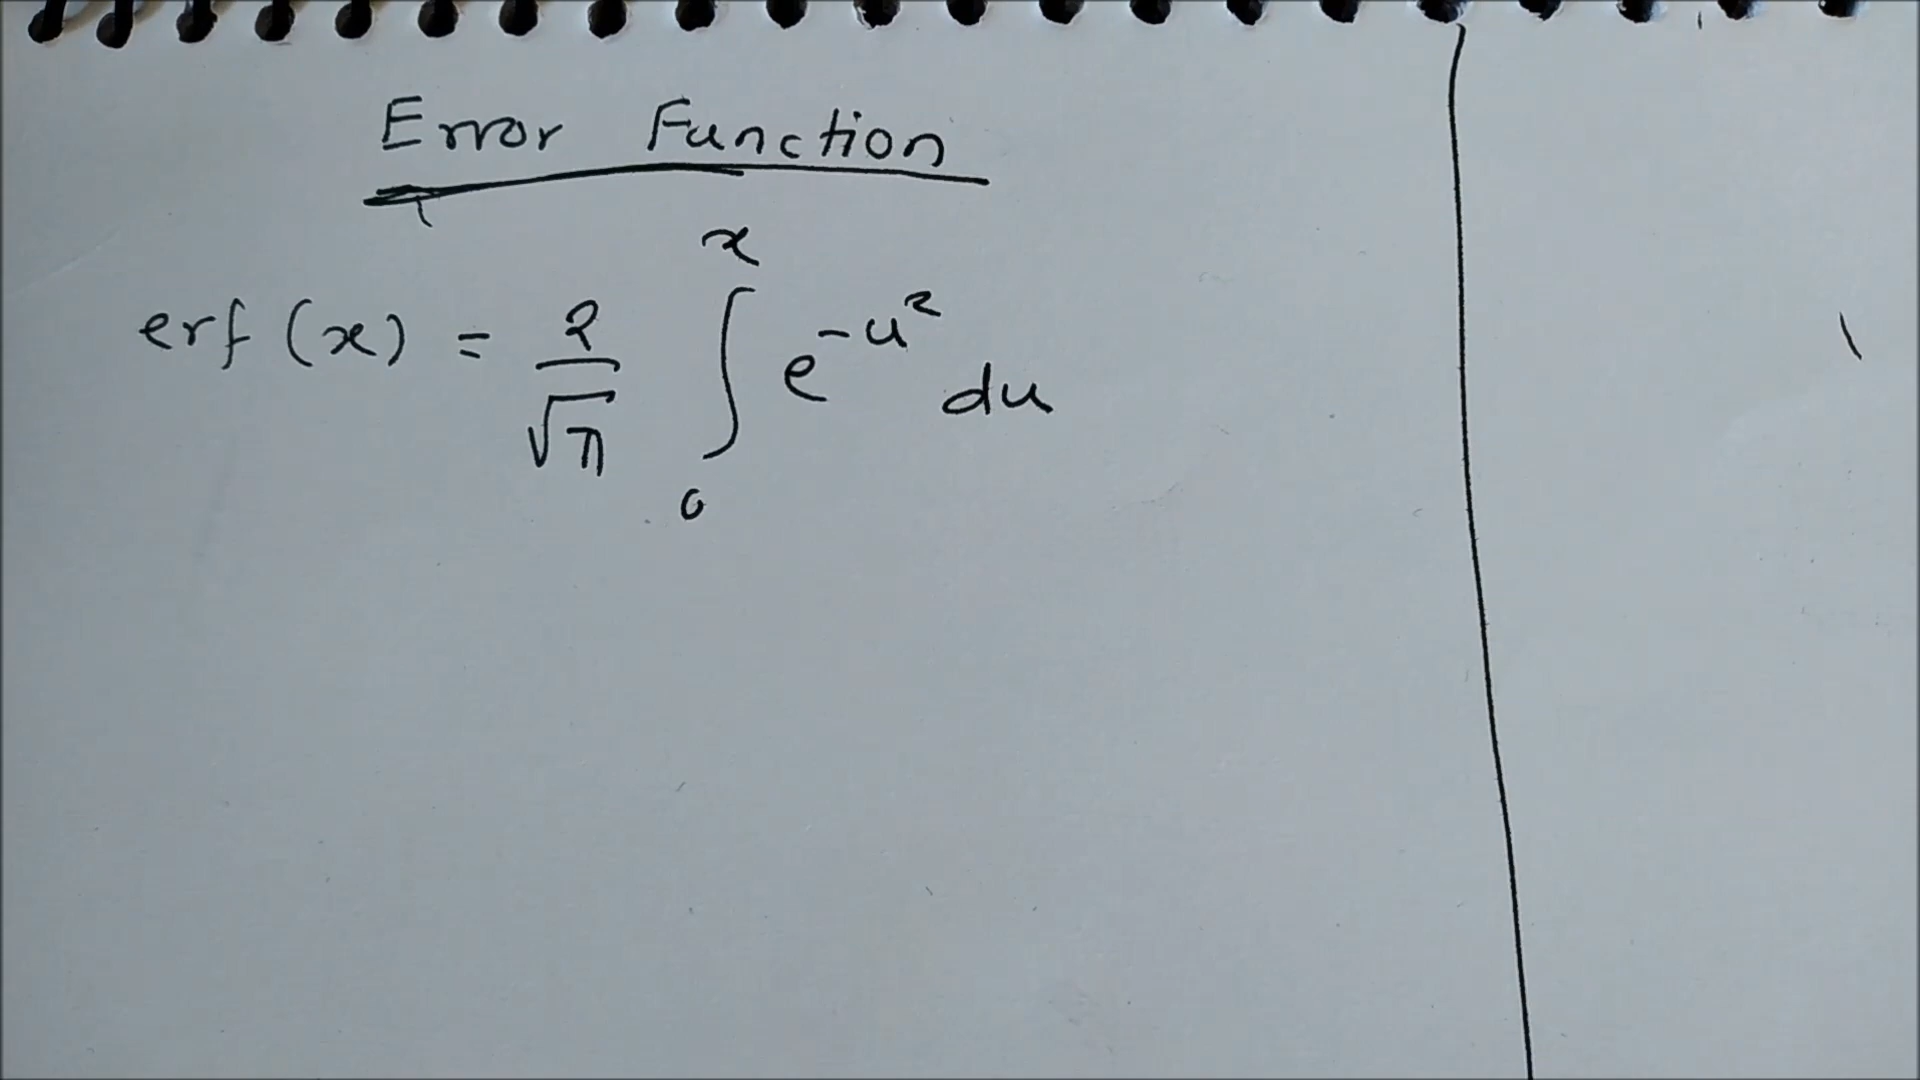 Error Function
erf (x) = 2/√π ∫₀ˣ e^{-u²} du